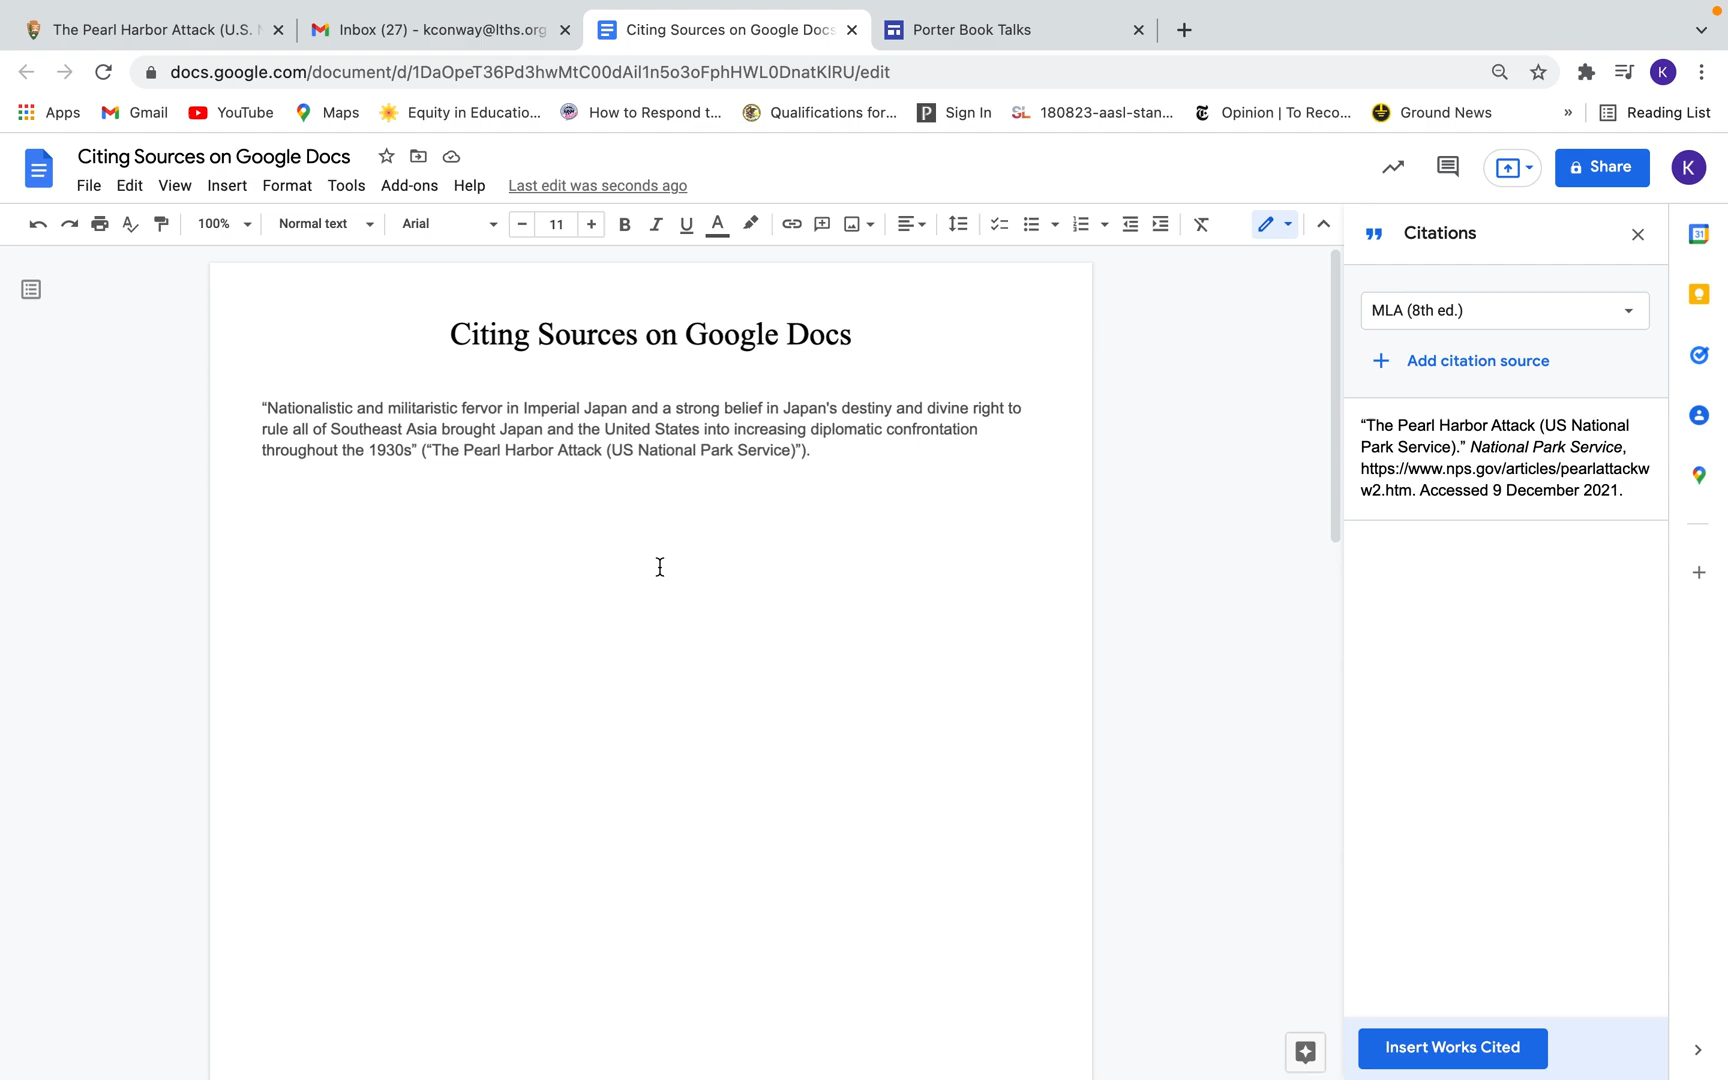 The Pearl Harbor Attack (U.S.
Inbox (27) - kconway@lths.org
Citing Sources on Google Docs
Porter Book Talks
docs.google.com/document/d/1DaOpeT36Pd3hwMtC00dAil1n5o3oFphHWL0DnatKlRU/edit
K
Apps
Gmail
YouTube
Maps
Equity in Educatio...
How to Respond t...
Qualifications for...
P Sign In
SL 180823-aasl-stan...
Opinion | To Reco...
Ground News
»
Reading List
Citing Sources on Google Docs
File Edit View Insert Format Tools Add-ons Help Last edit was seconds ago
Share
K
100% Normal text Arial 11
Citations
31
MLA (8th ed.)
Add citation source
Citing Sources on Google Docs
“Nationalistic and militaristic fervor in Imperial Japan and a strong belief in Japan's destiny and divine right to
rule all of Southeast Asia brought Japan and the United States into increasing diplomatic confrontation
throughout the 1930s” (“The Pearl Harbor Attack (US National Park Service)”).
“The Pearl Harbor Attack (US National
Park Service).” National Park Service,
https://www.nps.gov/articles/pearlattackw
w2.htm. Accessed 9 December 2021.
Insert Works Cited